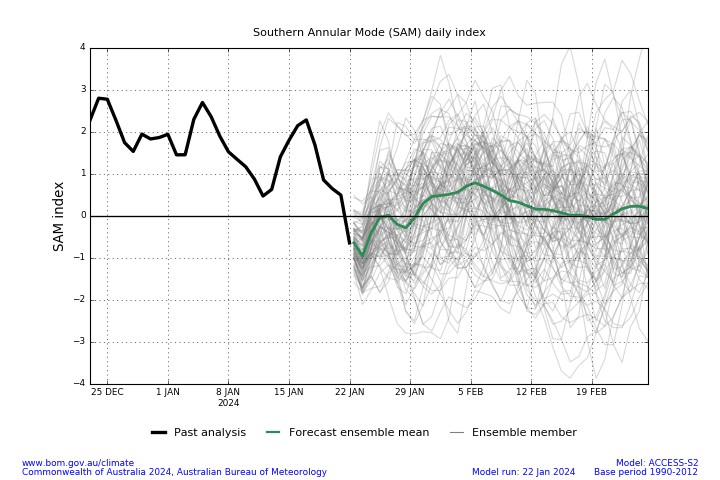 Southern Annular Mode (SAM) daily index
4
3
2
1
0
−1
−2
−3
−4
SAM index
25 DEC 1 JAN 8 JAN 15 JAN 22 JAN 29 JAN 5 FEB 12 FEB 19 FEB
2024
Past analysis Forecast ensemble mean Ensemble member
www.bom.gov.au/climate Model: ACCESS-S2
Commonwealth of Australia 2024, Australian Bureau of Meteorology Model run: 22 Jan 2024 Base period 1990-2012